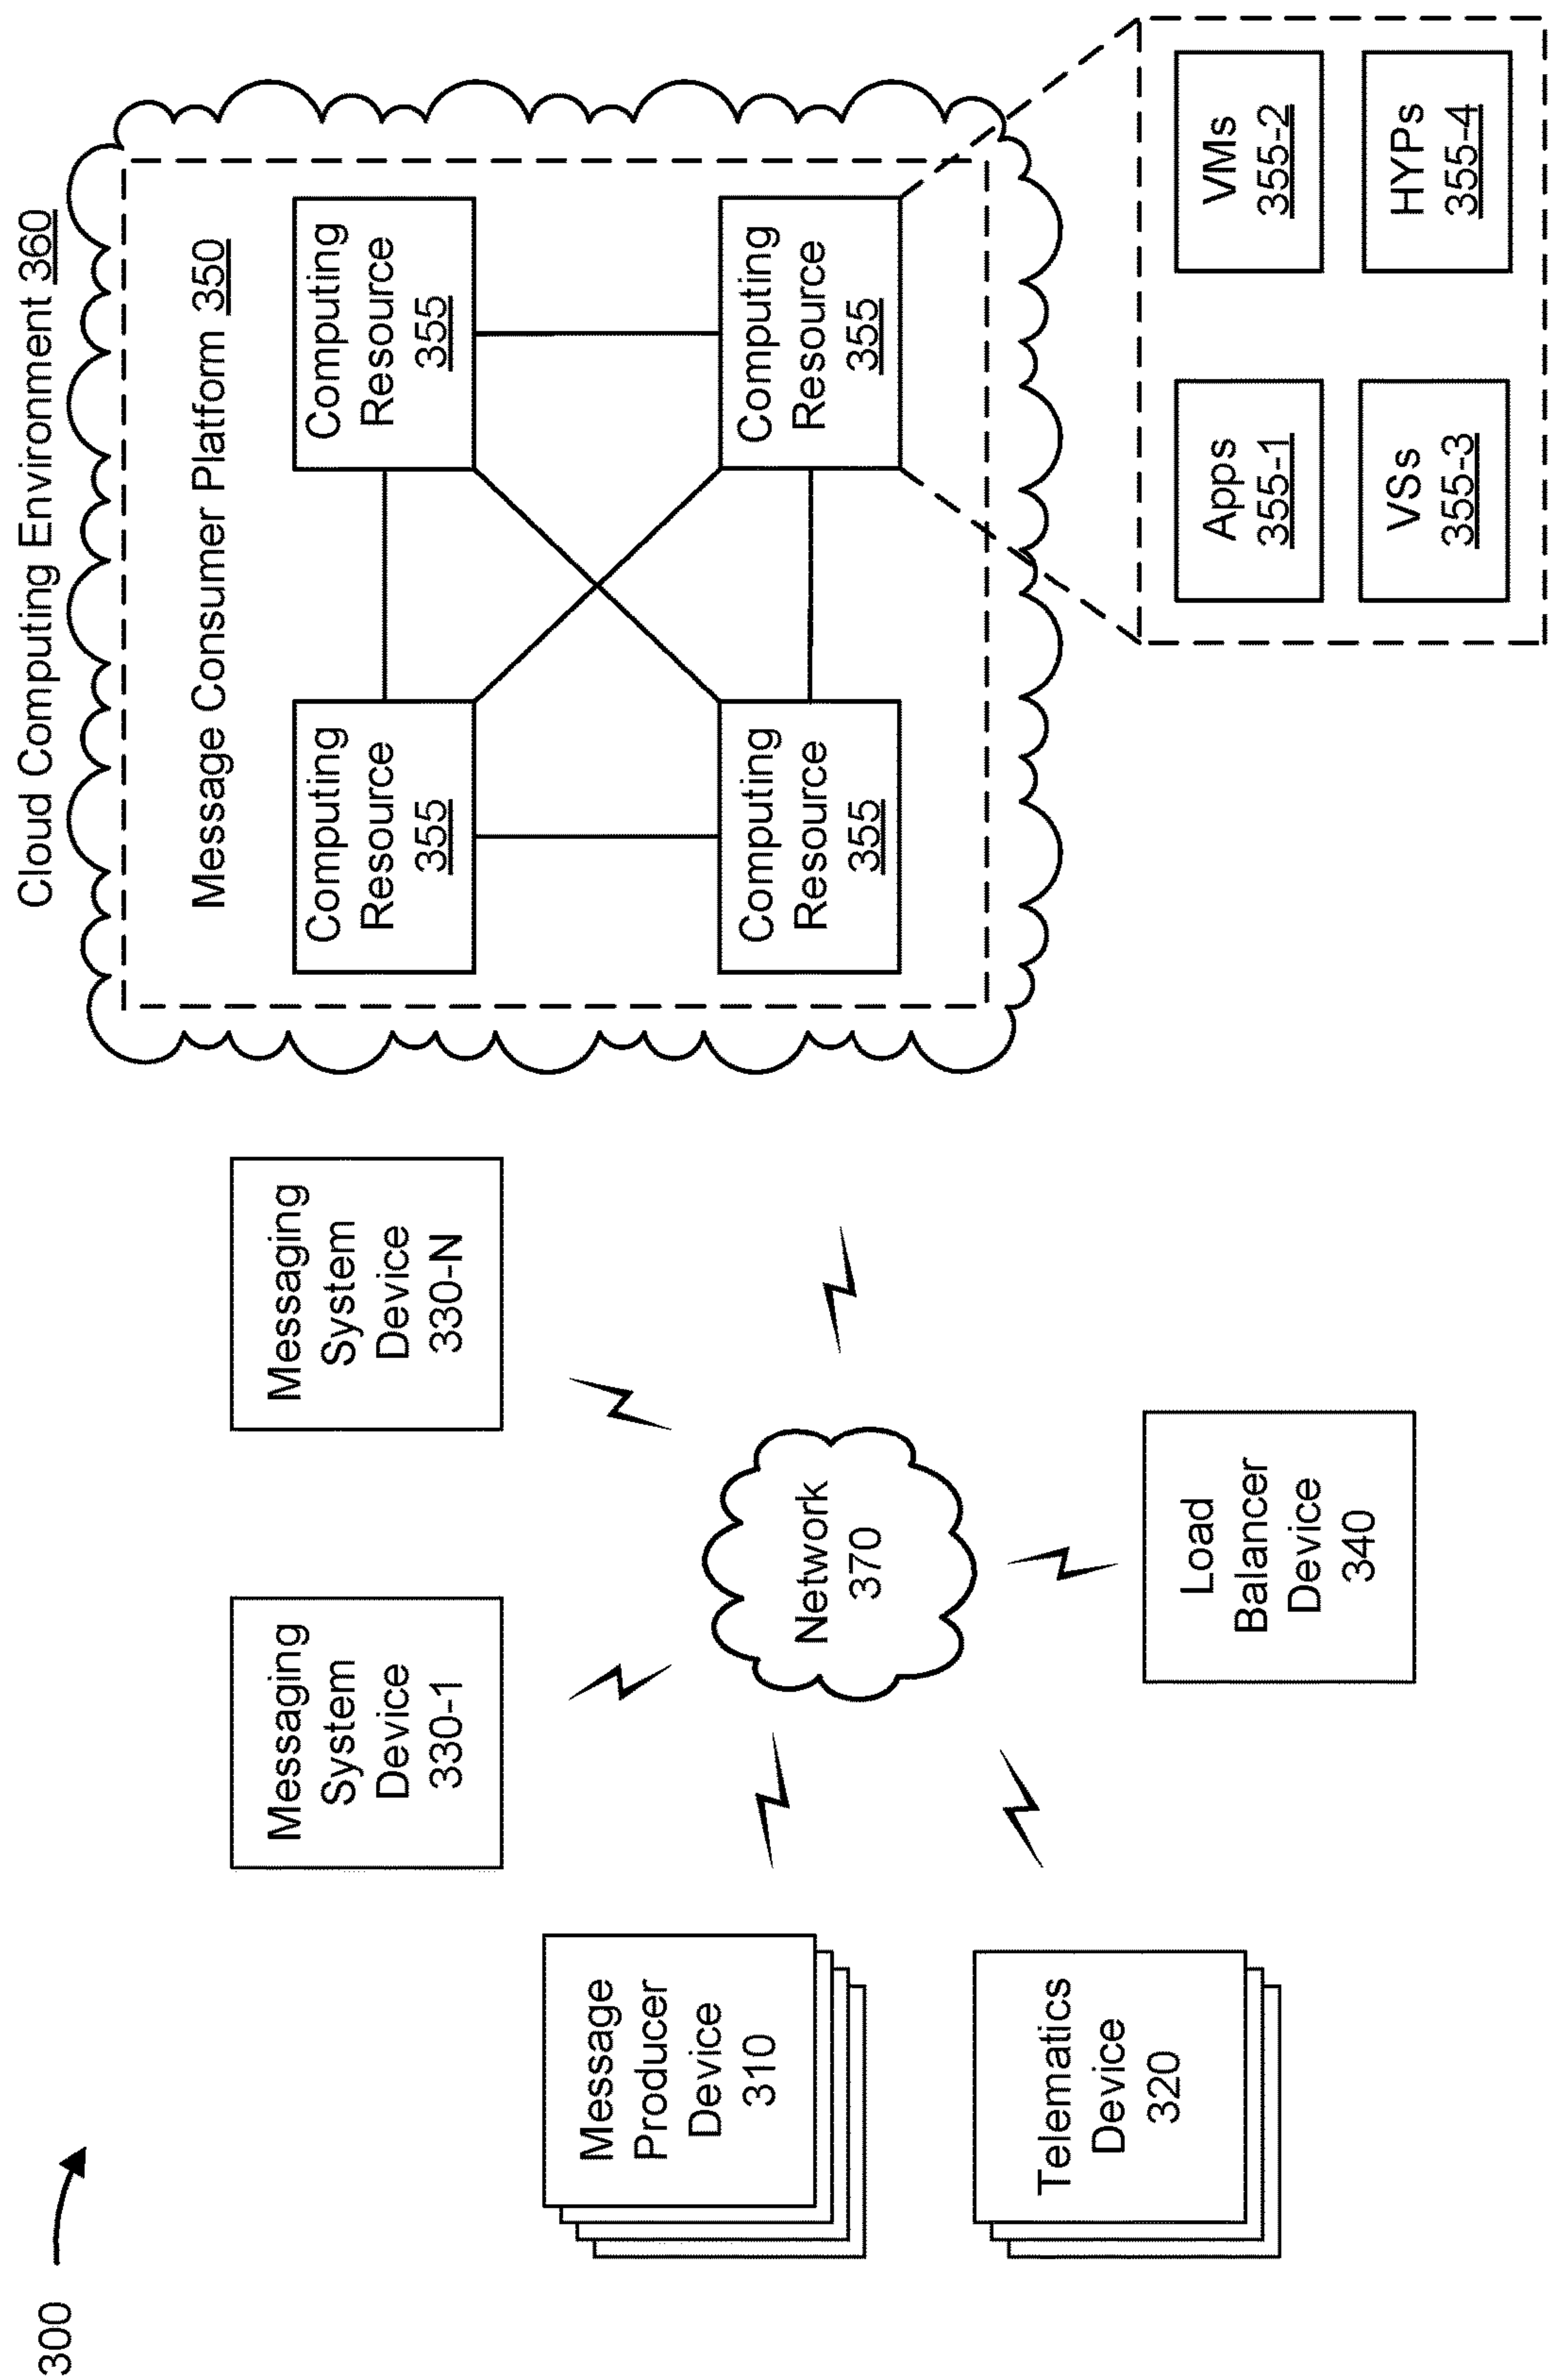 300
Cloud Computing Environment 360
Message Consumer Platform 350
Computing
Resource
355
Computing
Resource
355
Computing
Resource
355
Computing
Resource
355
Apps
355-1
VMs
355-2
VSs
355-3
HYPs
355-4
Messaging
System
Device
330-1
Messaging
System
Device
330-N
Message
Producer
Device
310
Network
370
Telematics
Device
320
Load
Balancer
Device
340